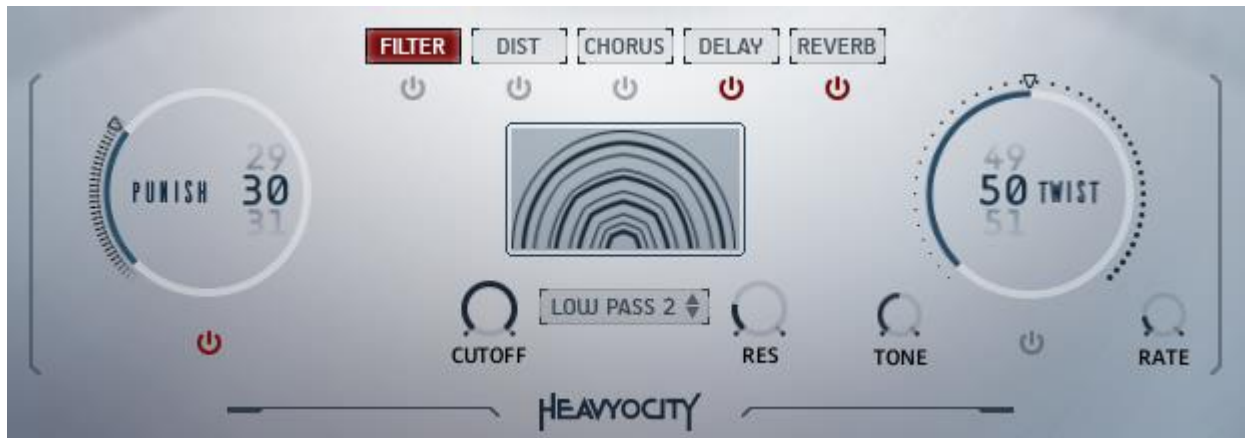 FILTER DIST CHORUS DELAY REVERB
29
PUNISH 30
31
49
50 TWIST
51
LOW PASS 2
CUTOFF RES TONE RATE
HEAVYOCITY